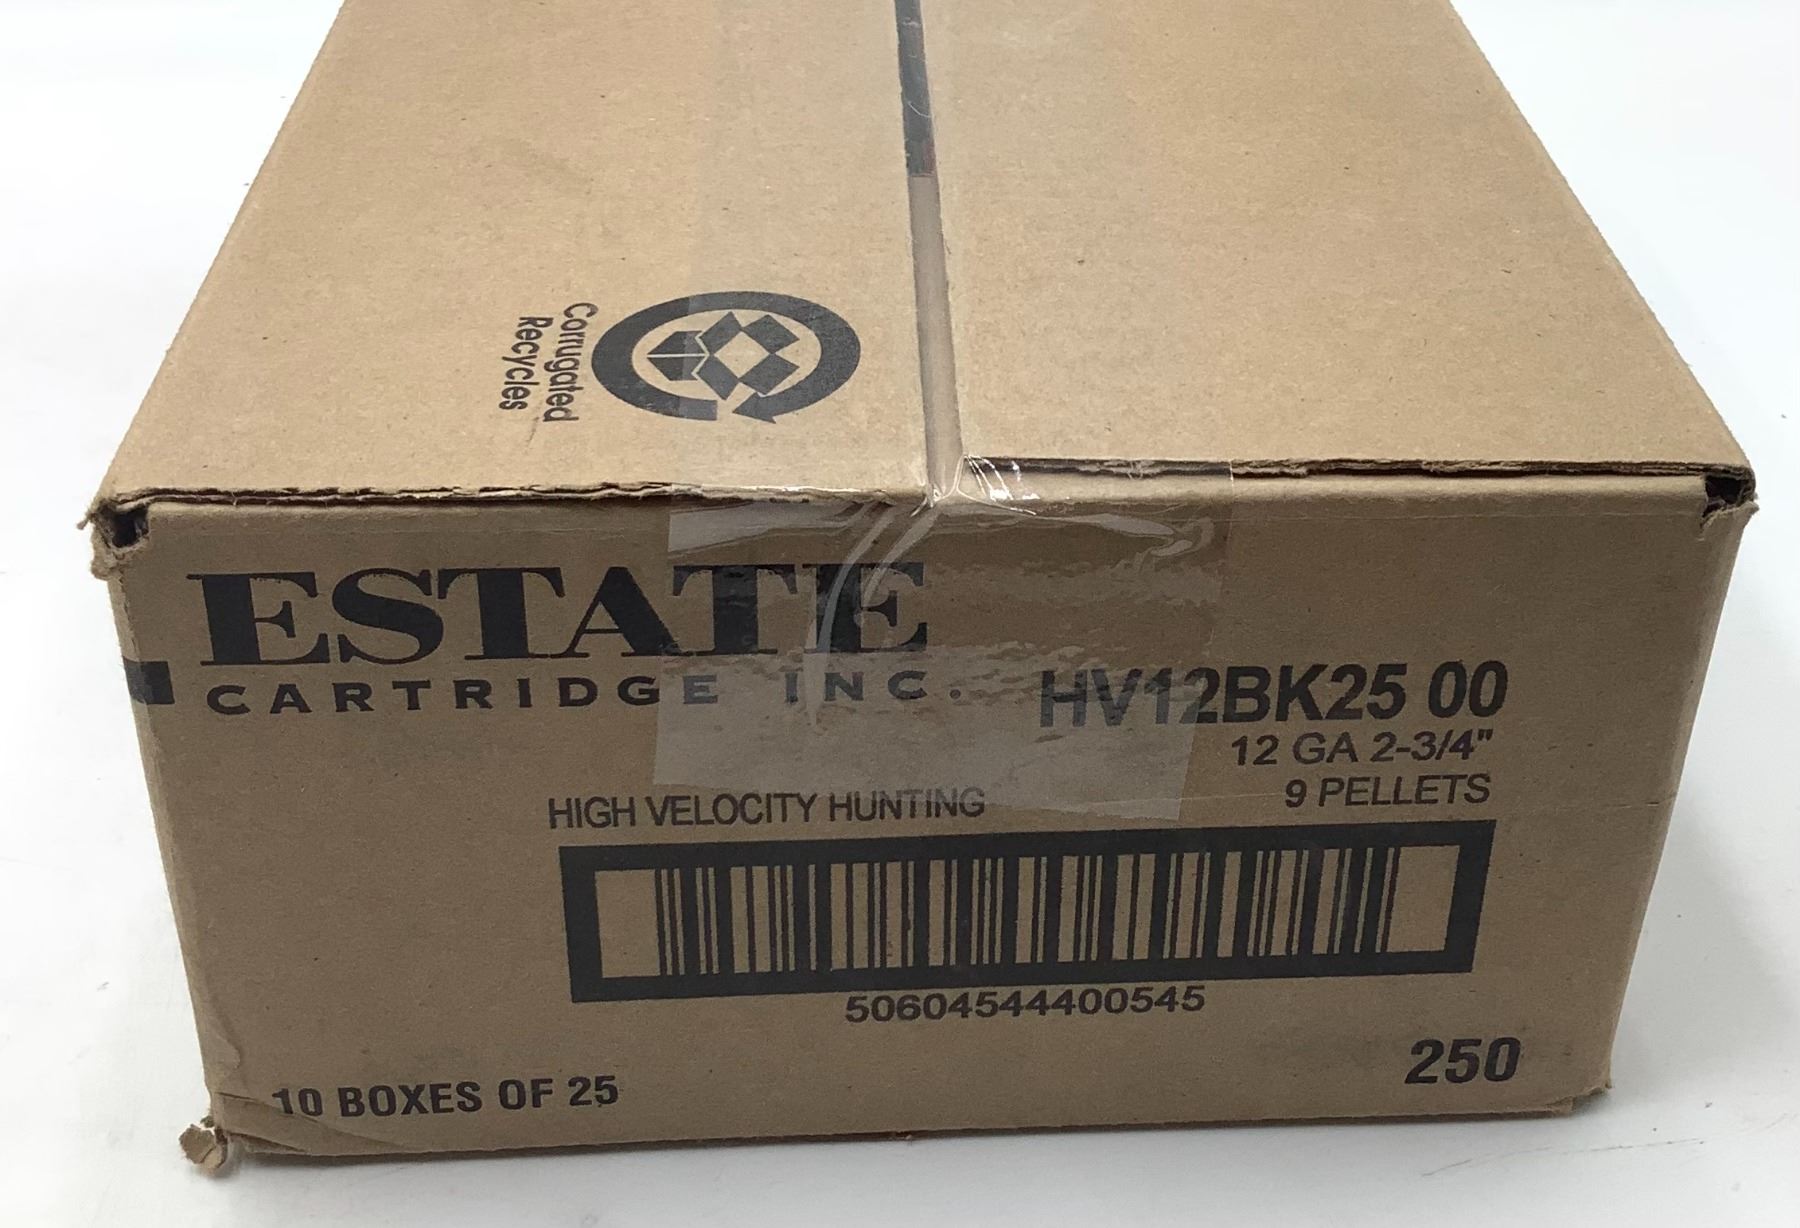 Corrugated
Recycles
ESTATE
CARTRIDGE INC.
HV12BK25 00
12 GA 2-3/4"
9 PELLETS
HIGH VELOCITY HUNTING
50604544400545
10 BOXES OF 25
250